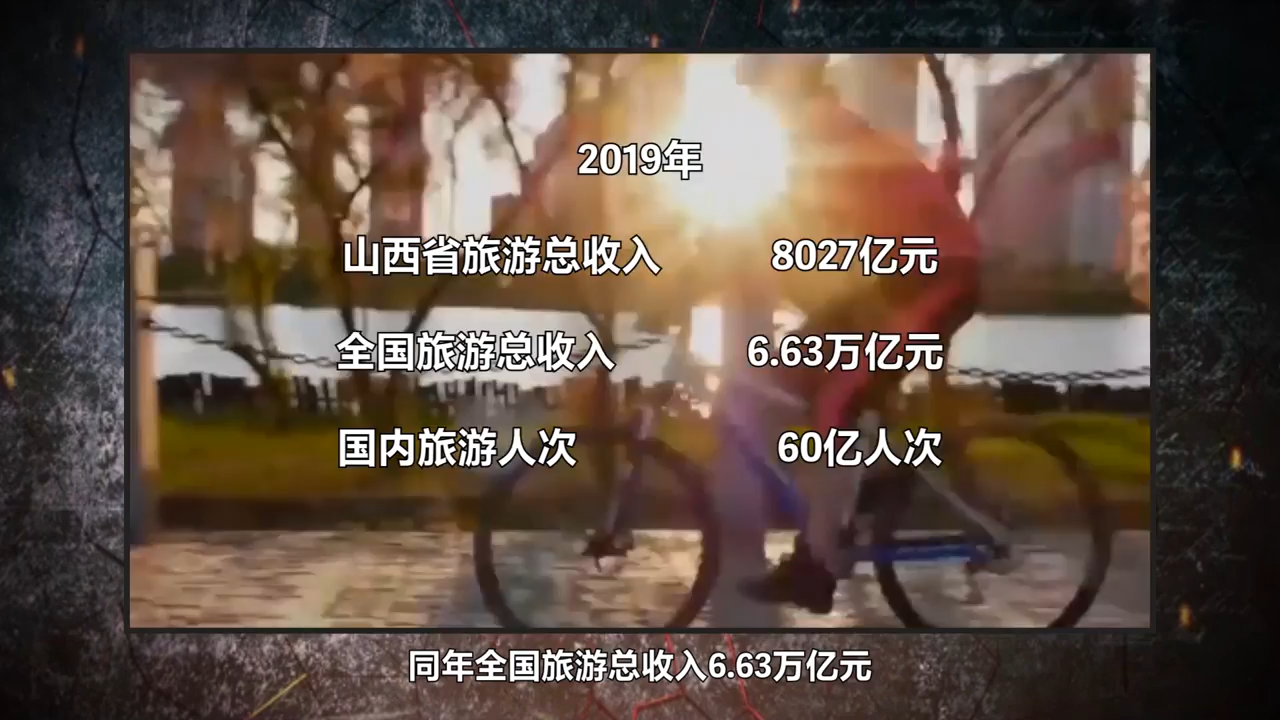 2019年
山西省旅游总收入 8027亿元
全国旅游总收入 6.63万亿元
国内旅游人次 60亿人次
同年全国旅游总收入6.63万亿元